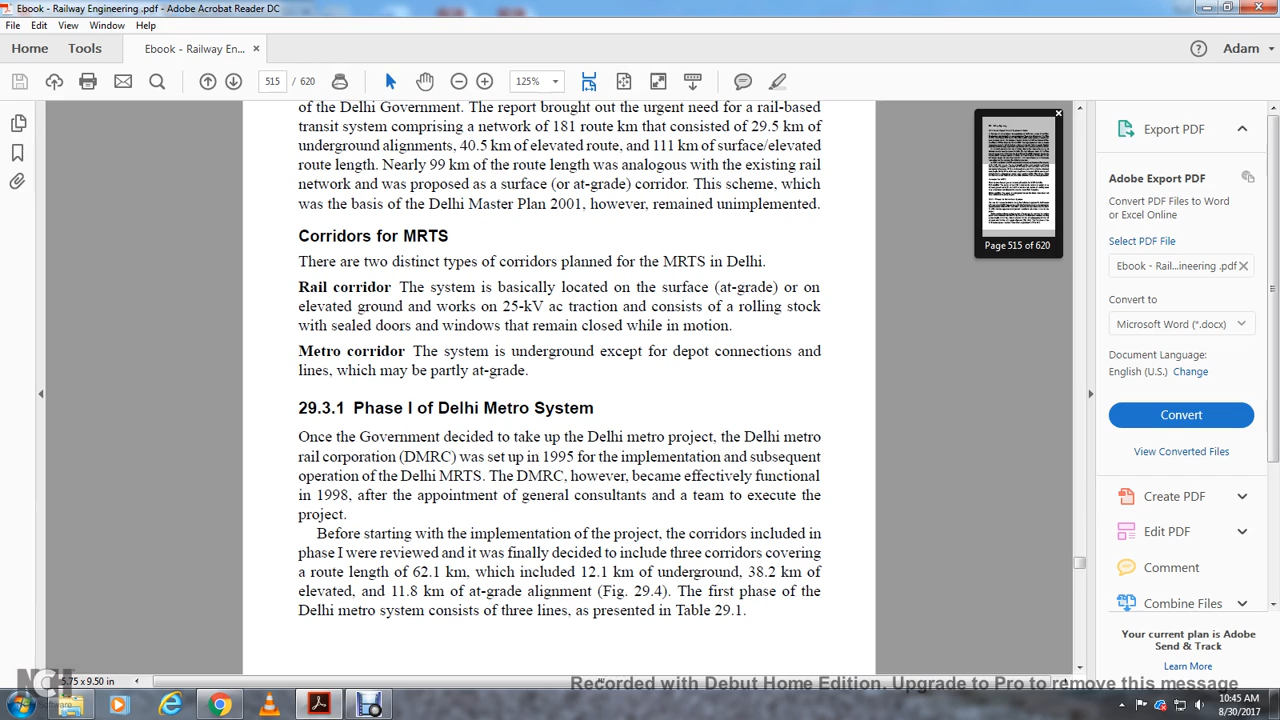 Ebook - Railway Engineering .pdf - Adobe Acrobat Reader DC
File Edit View Window Help
Home Tools Ebook - Railway En... × Adam
515 / 620 125%
of the Delhi Government. The report brought out the urgent need for a rail-based
transit system comprising a network of 181 route km that consisted of 29.5 km of
underground alignments, 40.5 km of elevated route, and 111 km of surface/elevated
route length. Nearly 99 km of the route length was analogous with the existing rail
network and was proposed as a surface (or at-grade) corridor. This scheme, which
was the basis of the Delhi Master Plan 2001, however, remained unimplemented.
Corridors for MRTS
There are two distinct types of corridors planned for the MRTS in Delhi.
Rail corridor The system is basically located on the surface (at-grade) or on
elevated ground and works on 25-kV ac traction and consists of a rolling stock
with sealed doors and windows that remain closed while in motion.
Metro corridor The system is underground except for depot connections and
lines, which may be partly at-grade.
29.3.1 Phase I of Delhi Metro System
Once the Government decided to take up the Delhi metro project, the Delhi metro
rail corporation (DMRC) was set up in 1995 for the implementation and subsequent
operation of the Delhi MRTS. The DMRC, however, became effectively functional
in 1998, after the appointment of general consultants and a team to execute the
project.
Before starting with the implementation of the project, the corridors included in
phase I were reviewed and it was finally decided to include three corridors covering
a route length of 62.1 km, which included 12.1 km of underground, 38.2 km of
elevated, and 11.8 km of at-grade alignment (Fig. 29.4). The first phase of the
Delhi metro system consists of three lines, as presented in Table 29.1.
5.75 x 9.50 in
Page 515 of 620
Export PDF
Adobe Export PDF
Convert PDF Files to Word
or Excel Online
Select PDF File
Ebook - Rail...ineering .pdf ×
Convert to
Microsoft Word (*.docx)
Document Language:
English (U.S.) Change
Convert
View Converted Files
Create PDF
Edit PDF
Comment
Combine Files
Your current plan is Adobe
Send & Track
Learn More
Recorded with Debut Home Edition. Upgrade to Pro to remove this message
NCH
Software
10:45 AM
8/30/2017